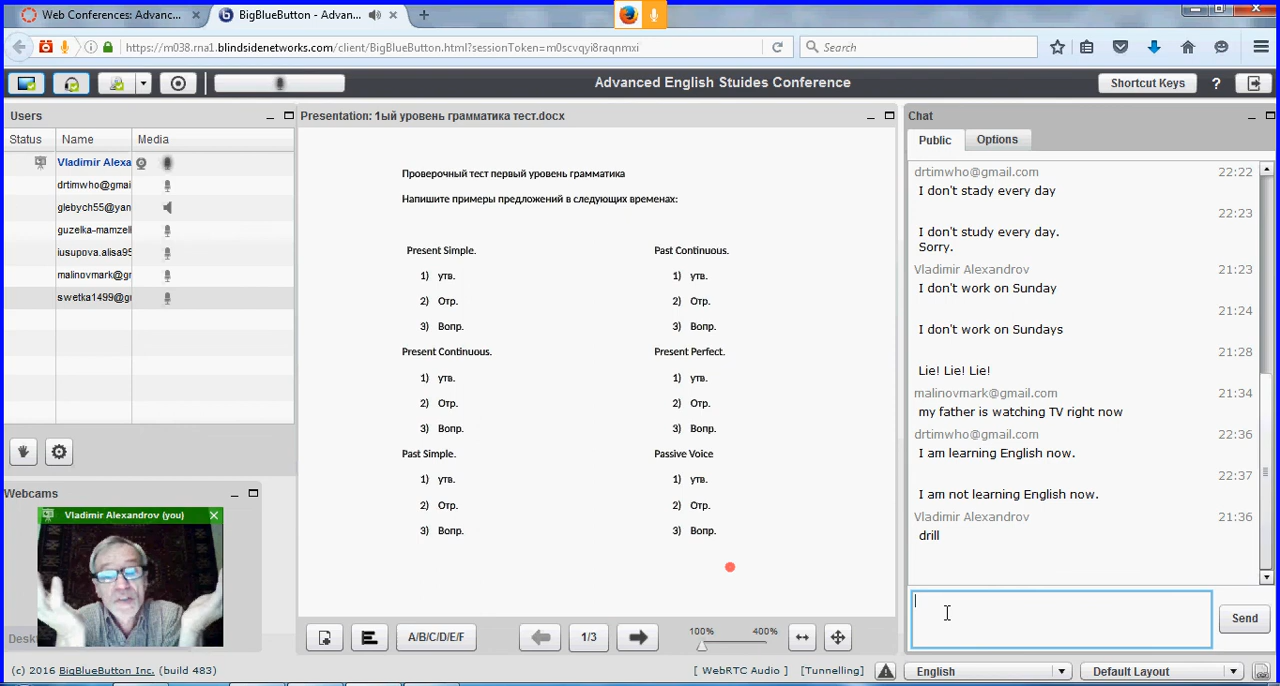 Web Conferences: Advanc...
BigBlueButton - Advan...
https://m038.rna1.blindsidenetworks.com/client/BigBlueButton.html?sessionToken=m0scvqyi8raqnmxi
Search
Advanced English Stuides Conference
Shortcut Keys
?
Users
Status Name Media
Vladimir Alexa
drtimwho@gmai
glebych55@yan
guzelka-mamzel
iusupova.alisa95
malinovmark@gr
swetka1499@gr
Webcams
Vladimir Alexandrov (you)
Desk
Presentation: 1ый уровень грамматика тест.docx
Проверочный тест первый уровень грамматика
Напишите примеры предложений в следующих временах:
Present Simple.
1) утв.
2) Отр.
3) Вопр.
Present Continuous.
1) утв.
2) Отр.
3) Вопр.
Past Simple.
1) утв.
2) Отр.
3) Вопр.
Past Continuous.
1) утв.
2) Отр.
3) Вопр.
Present Perfect.
1) утв.
2) Отр.
3) Вопр.
Passive Voice
1) утв.
2) Отр.
3) Вопр.
A/B/C/D/E/F
1/3
100% 400%
Chat
Public Options
drtimwho@gmail.com 22:22
I don't stady every day
22:23
I don't study every day.
Sorry.
Vladimir Alexandrov 21:23
I don't work on Sunday
21:24
I don't work on Sundays
21:28
Lie! Lie! Lie!
malinovmark@gmail.com 21:34
my father is watching TV right now
drtimwho@gmail.com 22:36
I am learning English now.
22:37
I am not learning English now.
Vladimir Alexandrov 21:36
drill
Send
(c) 2016 BigBlueButton Inc. (build 483)
[ WebRTC Audio ] [Tunnelling]
English
Default Layout